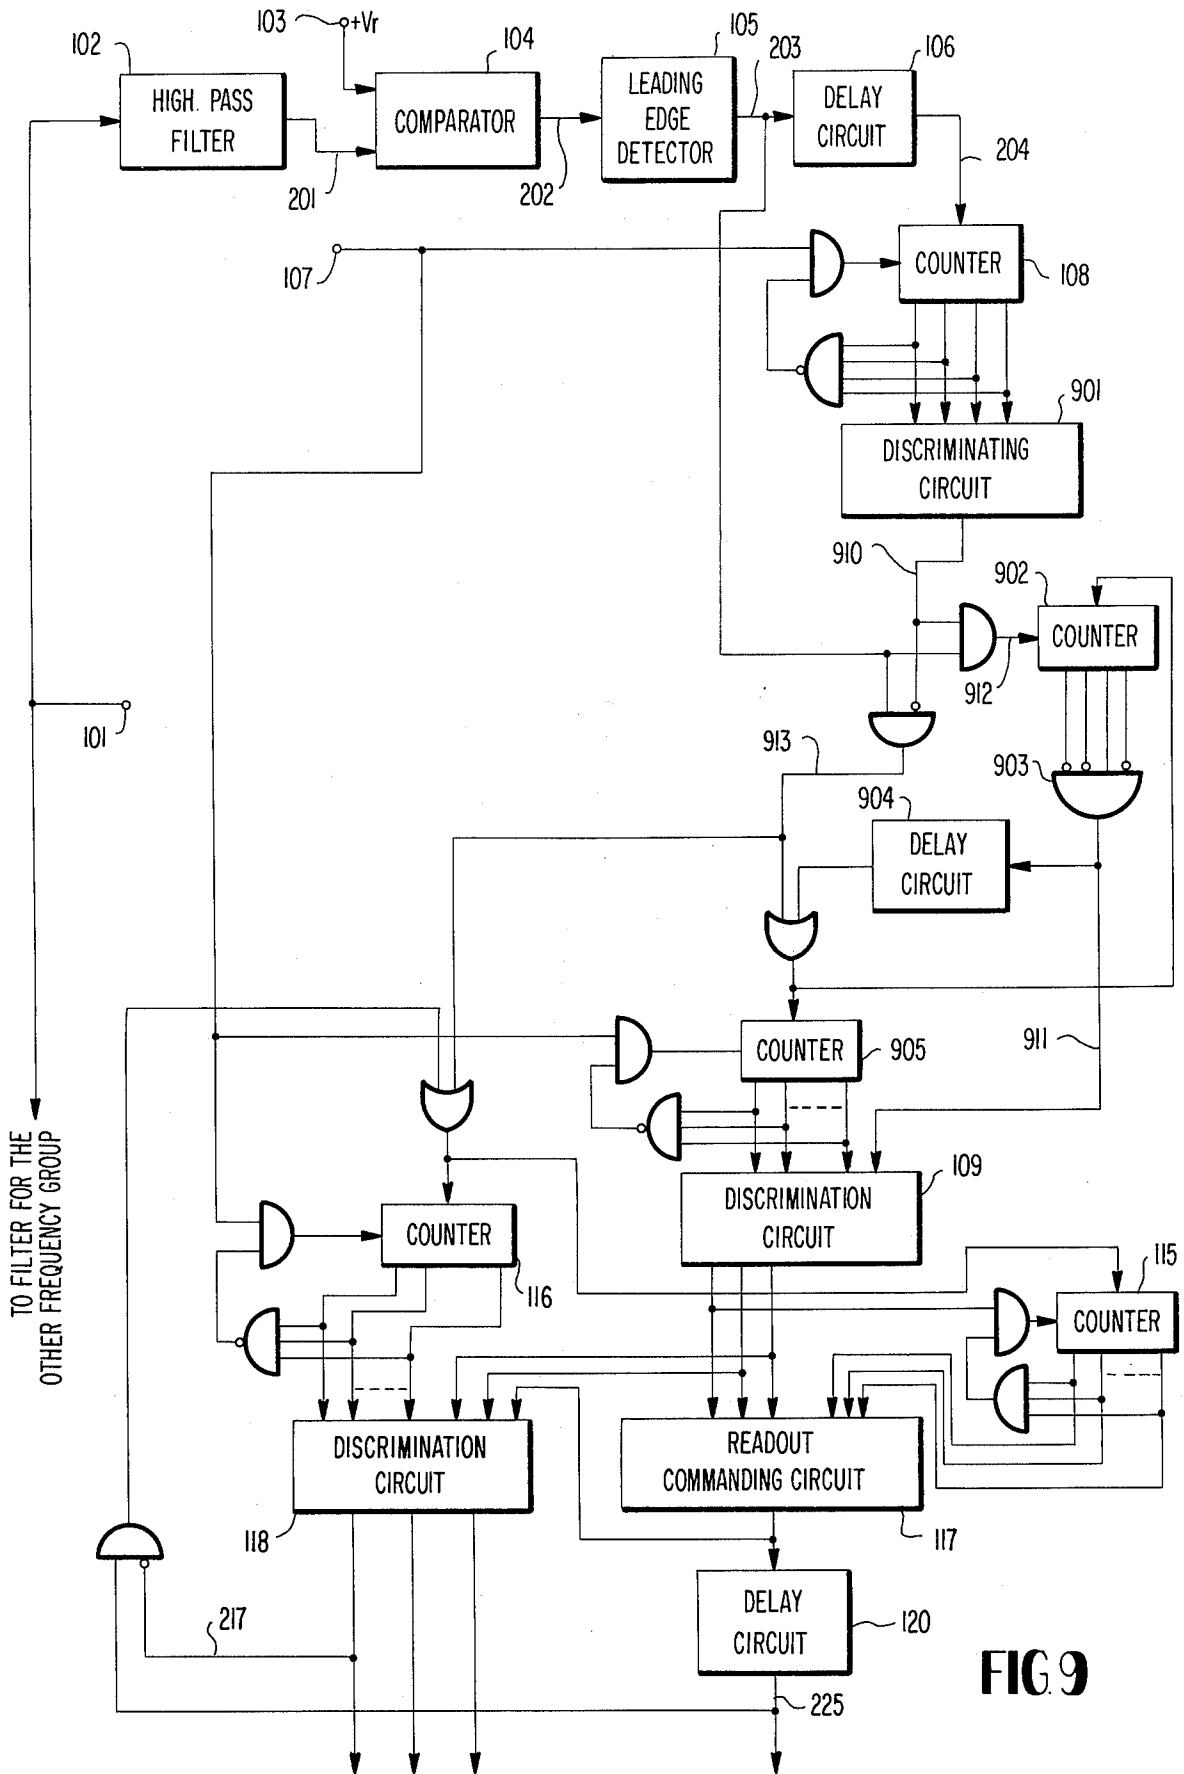 103
+Vr
102
HIGH. PASS
FILTER
201
104
COMPARATOR
202
105
LEADING
EDGE
DETECTOR
203
106
DELAY
CIRCUIT
204
107
COUNTER
108
901
DISCRIMINATING
CIRCUIT
910
902
COUNTER
912
101
913
903
904
DELAY
CIRCUIT
911
COUNTER
905
TO FILTER FOR THE
OTHER FREQUENCY GROUP
109
DISCRIMINATION
CIRCUIT
COUNTER
116
115
COUNTER
DISCRIMINATION
CIRCUIT
118
READOUT
COMMANDING CIRCUIT
117
217
DELAY
CIRCUIT
120
225
FIG. 9